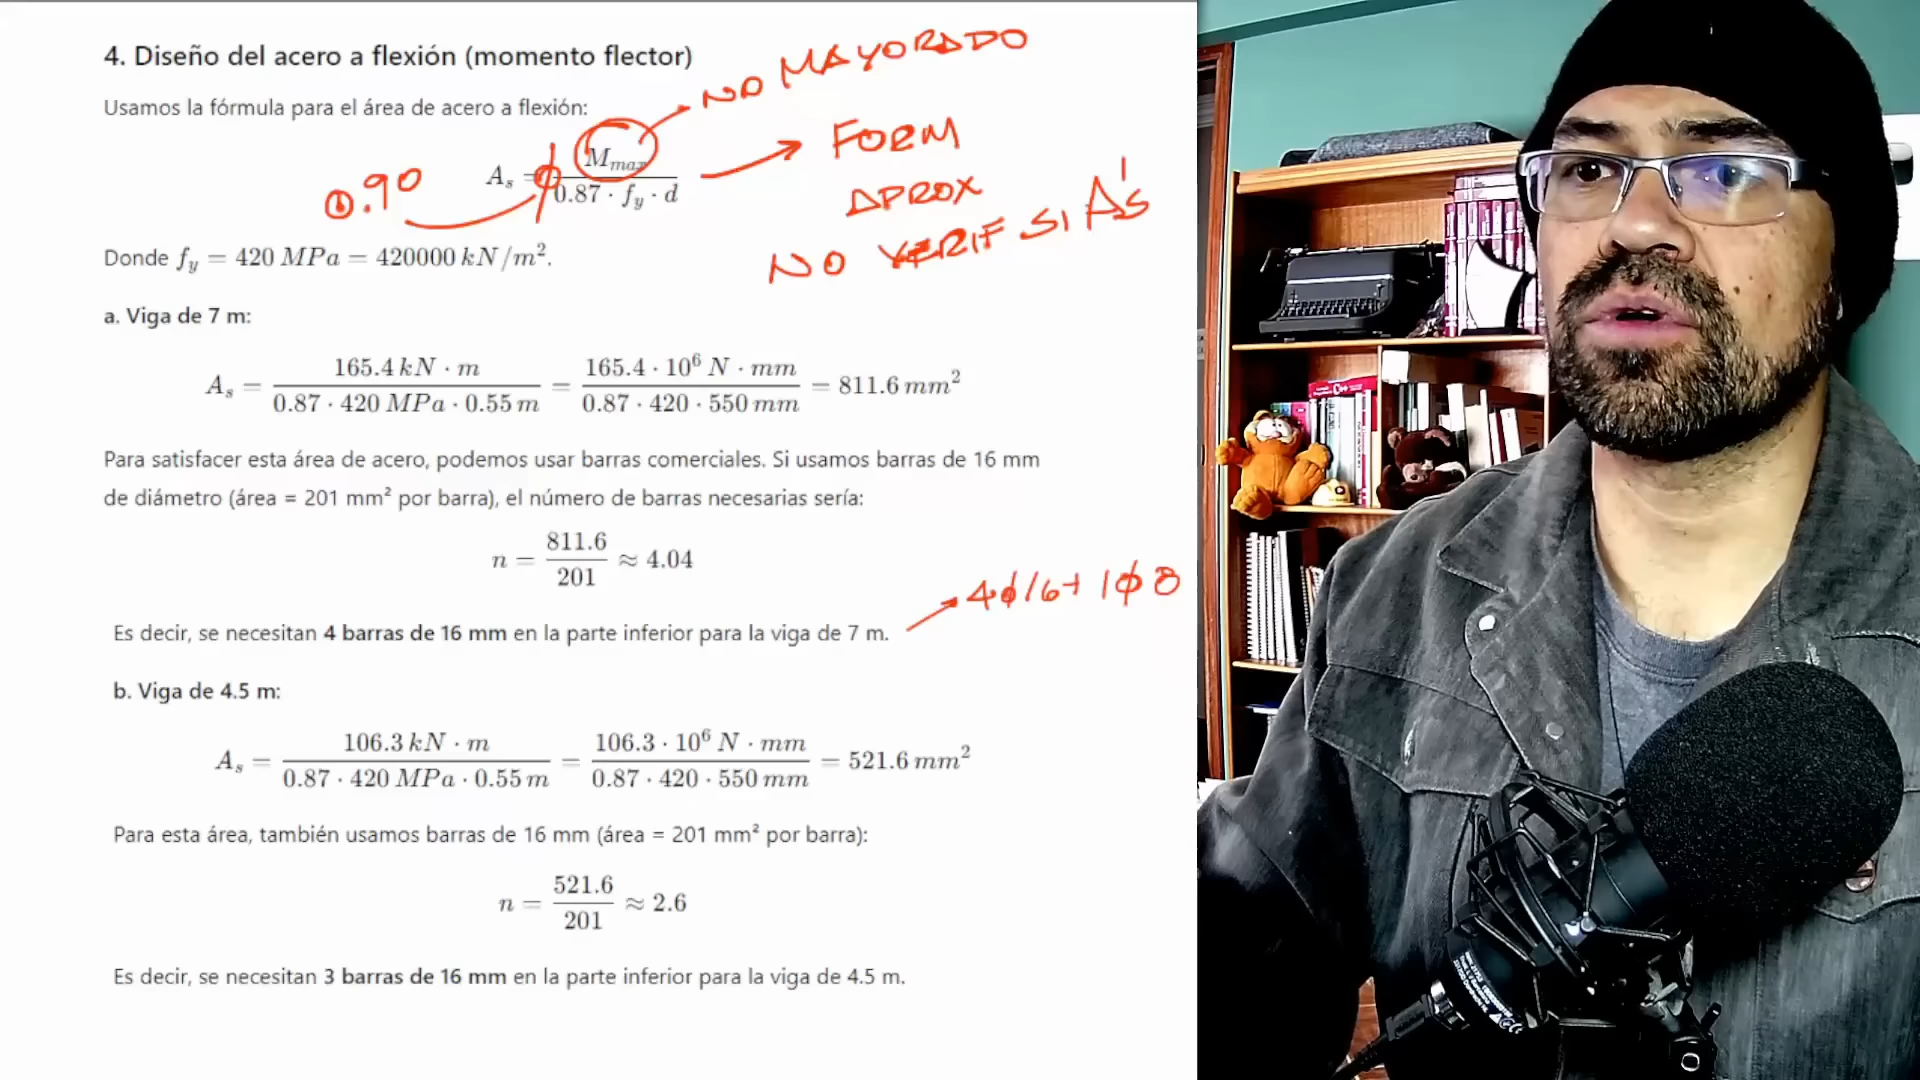 4. Diseño del acero a flexión (momento flector)
NO MAYORADO
Usamos la fórmula para el área de acero a flexión:
A_s = ϕ M_max / 0.87 · f_y · d
0.90
FORM
APROX
NO VERIF SI A's
Donde f_y = 420 MPa = 420000 kN/m².
a. Viga de 7 m:
A_s = 165.4 kN · m / 0.87 · 420 MPa · 0.55 m = 165.4 · 10⁶ N · mm / 0.87 · 420 · 550 mm = 811.6 mm²
Para satisfacer esta área de acero, podemos usar barras comerciales. Si usamos barras de 16 mm
de diámetro (área = 201 mm² por barra), el número de barras necesarias sería:
n = 811.6 / 201 ≈ 4.04
4ϕ16+ 1ϕ8
Es decir, se necesitan 4 barras de 16 mm en la parte inferior para la viga de 7 m.
b. Viga de 4.5 m:
A_s = 106.3 kN · m / 0.87 · 420 MPa · 0.55 m = 106.3 · 10⁶ N · mm / 0.87 · 420 · 550 mm = 521.6 mm²
Para esta área, también usamos barras de 16 mm (área = 201 mm² por barra):
n = 521.6 / 201 ≈ 2.6
Es decir, se necesitan 3 barras de 16 mm en la parte inferior para la viga de 4.5 m.
C++